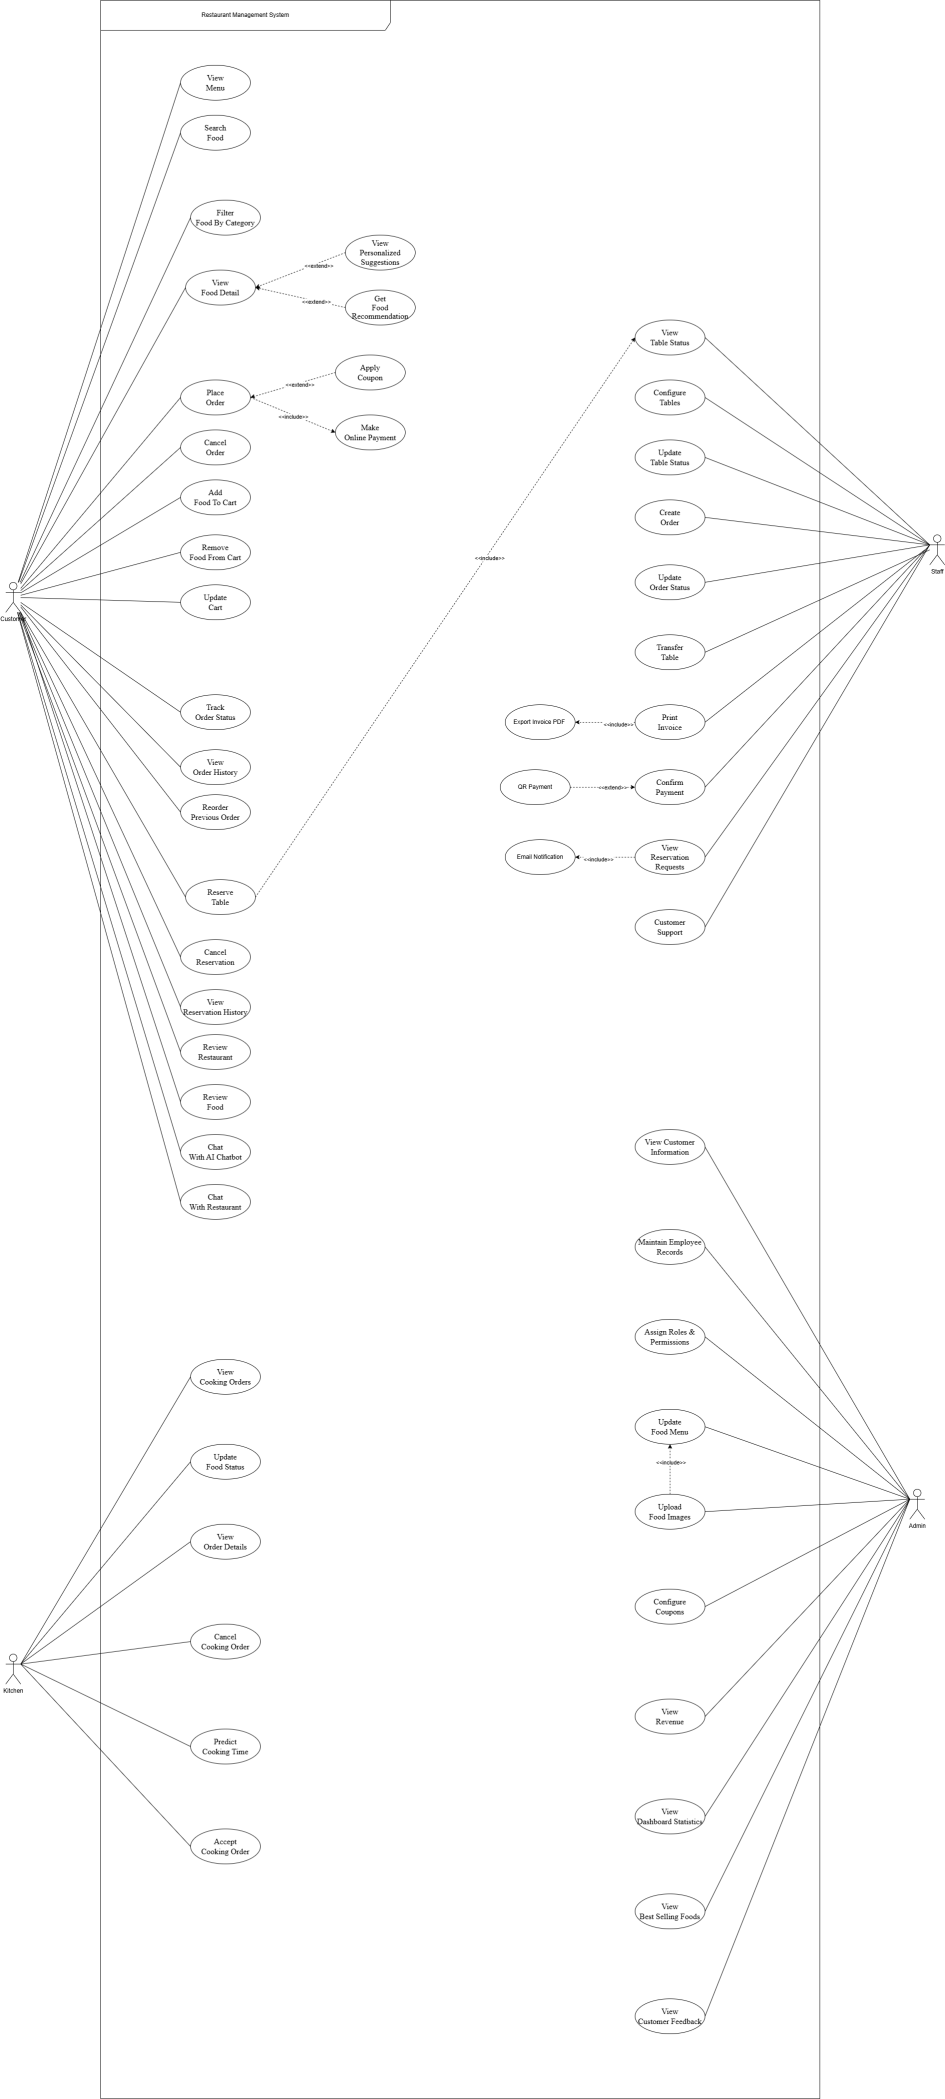 Restaurant Management System
View
Menu
Search
Food
Filter
Food By Category
View
Food Detail
View
Personalized
Suggestions
<<extend>>
Get
Food
Recommendation
<<extend>>
Place
Order
Apply
Coupon
<<extend>>
Make
Online Payment
<<include>>
Cancel
Order
Add
Food To Cart
Remove
Food From Cart
Update
Cart
Customer
Track
Order Status
View
Order History
Reorder
Previous Order
Reserve
Table
<<include>>
Cancel
Reservation
View
Reservation History
Review
Restaurant
Review
Food
Chat
With AI Chatbot
Chat
With Restaurant
View
Table Status
Configure
Tables
Update
Table Status
Create
Order
Staff
Update
Order Status
Transfer
Table
Export Invoice PDF
<<include>>
Print
Invoice
QR Payment
<<extend>>
Confirm
Payment
Email Notification
<<include>>
View
Reservation
Requests
Customer
Support
View Customer
Information
Maintain Employee
Records
Assign Roles &
Permissions
Update
Food Menu
<<include>>
Upload
Food Images
Admin
Configure
Coupons
View
Revenue
View
Dashboard Statistics
View
Best Selling Foods
View
Customer Feedback
View
Cooking Orders
Update
Food Status
View
Order Details
Cancel
Cooking Order
Kitchen
Predict
Cooking Time
Accept
Cooking Order